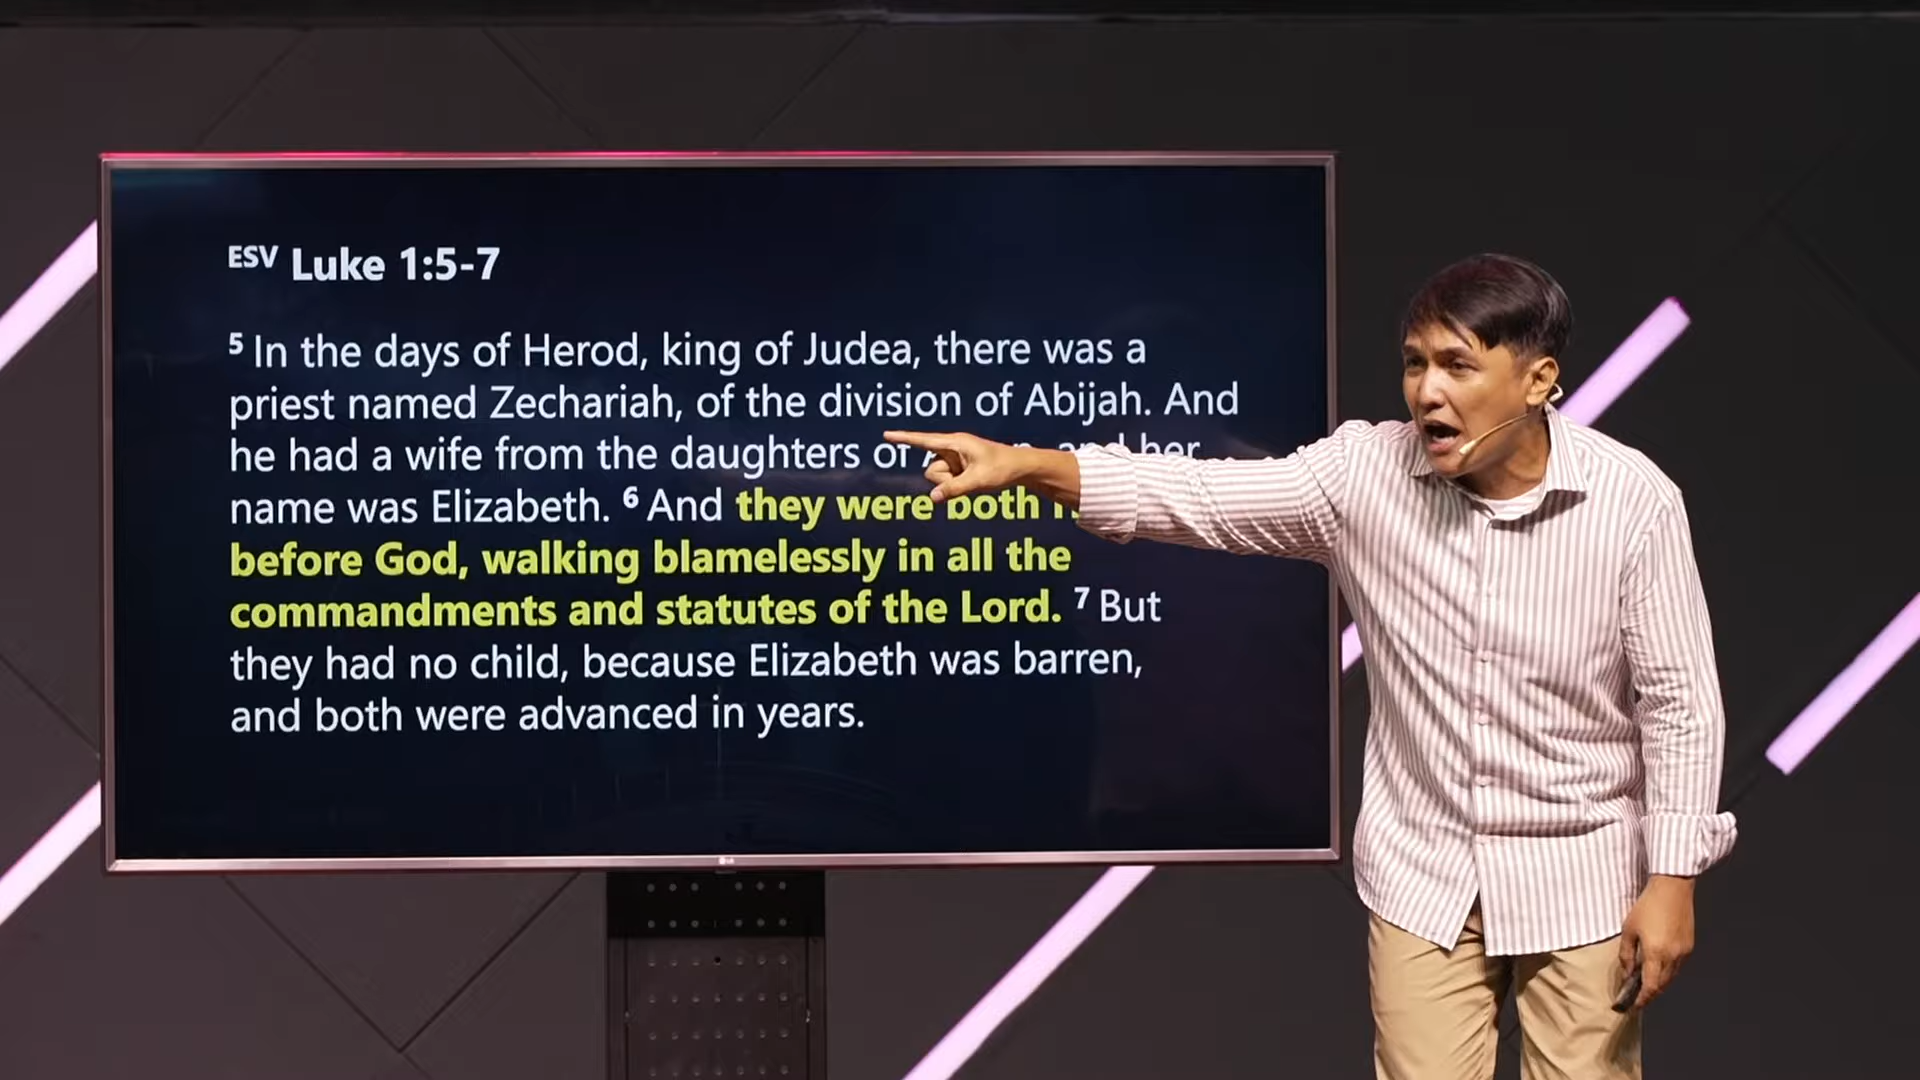 ESV Luke 1:5-7
5 In the days of Herod, king of Judea, there was a
priest named Zechariah, of the division of Abijah. And
he had a wife from the daughters of and her
name was Elizabeth. 6 And they were both
before God, walking blamelessly in all the
commandments and statutes of the Lord. 7 But
they had no child, because Elizabeth was barren,
and both were advanced in years.
LG